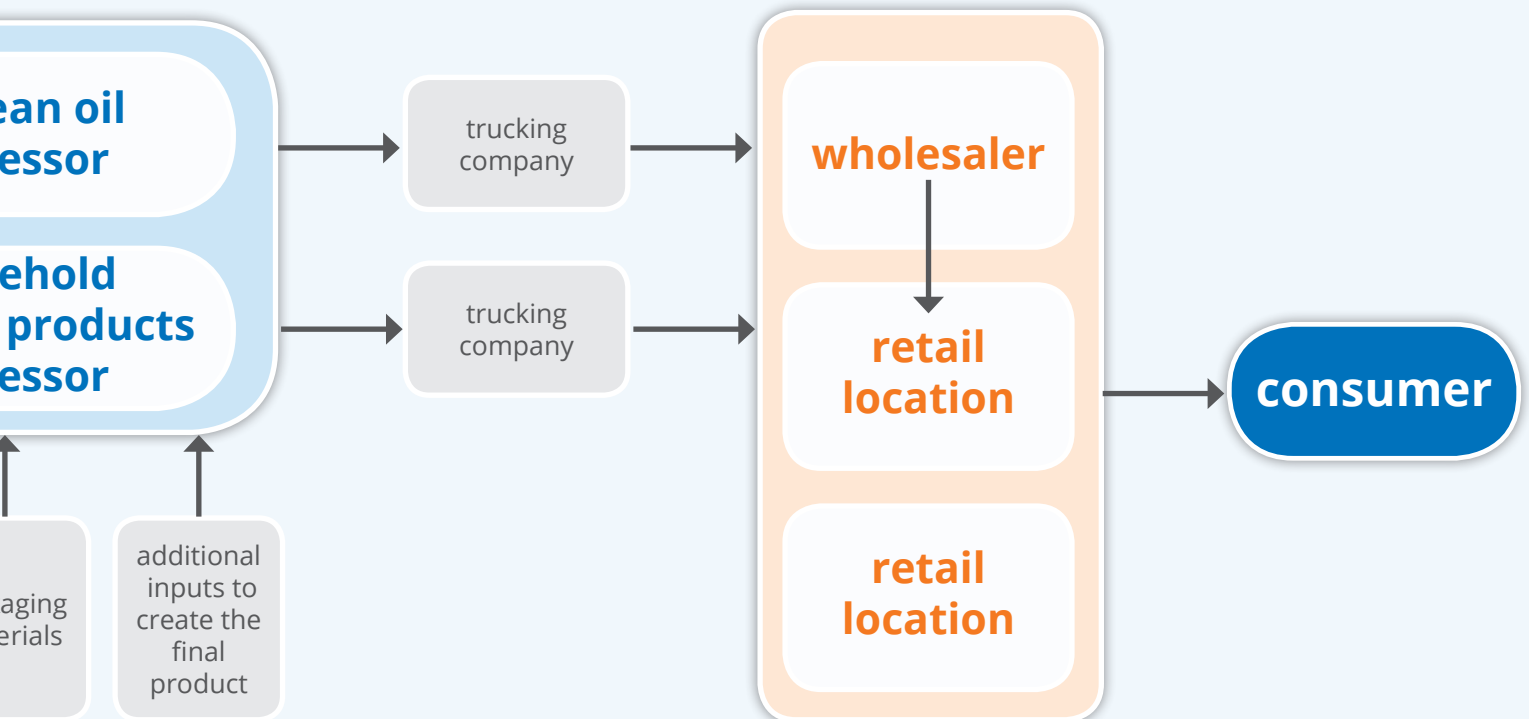 ean oil
essor
ehold
products
essor
trucking
company
trucking
company
wholesaler
retail
location
retail
location
consumer
aging
erials
additional
inputs to
create the
final
product